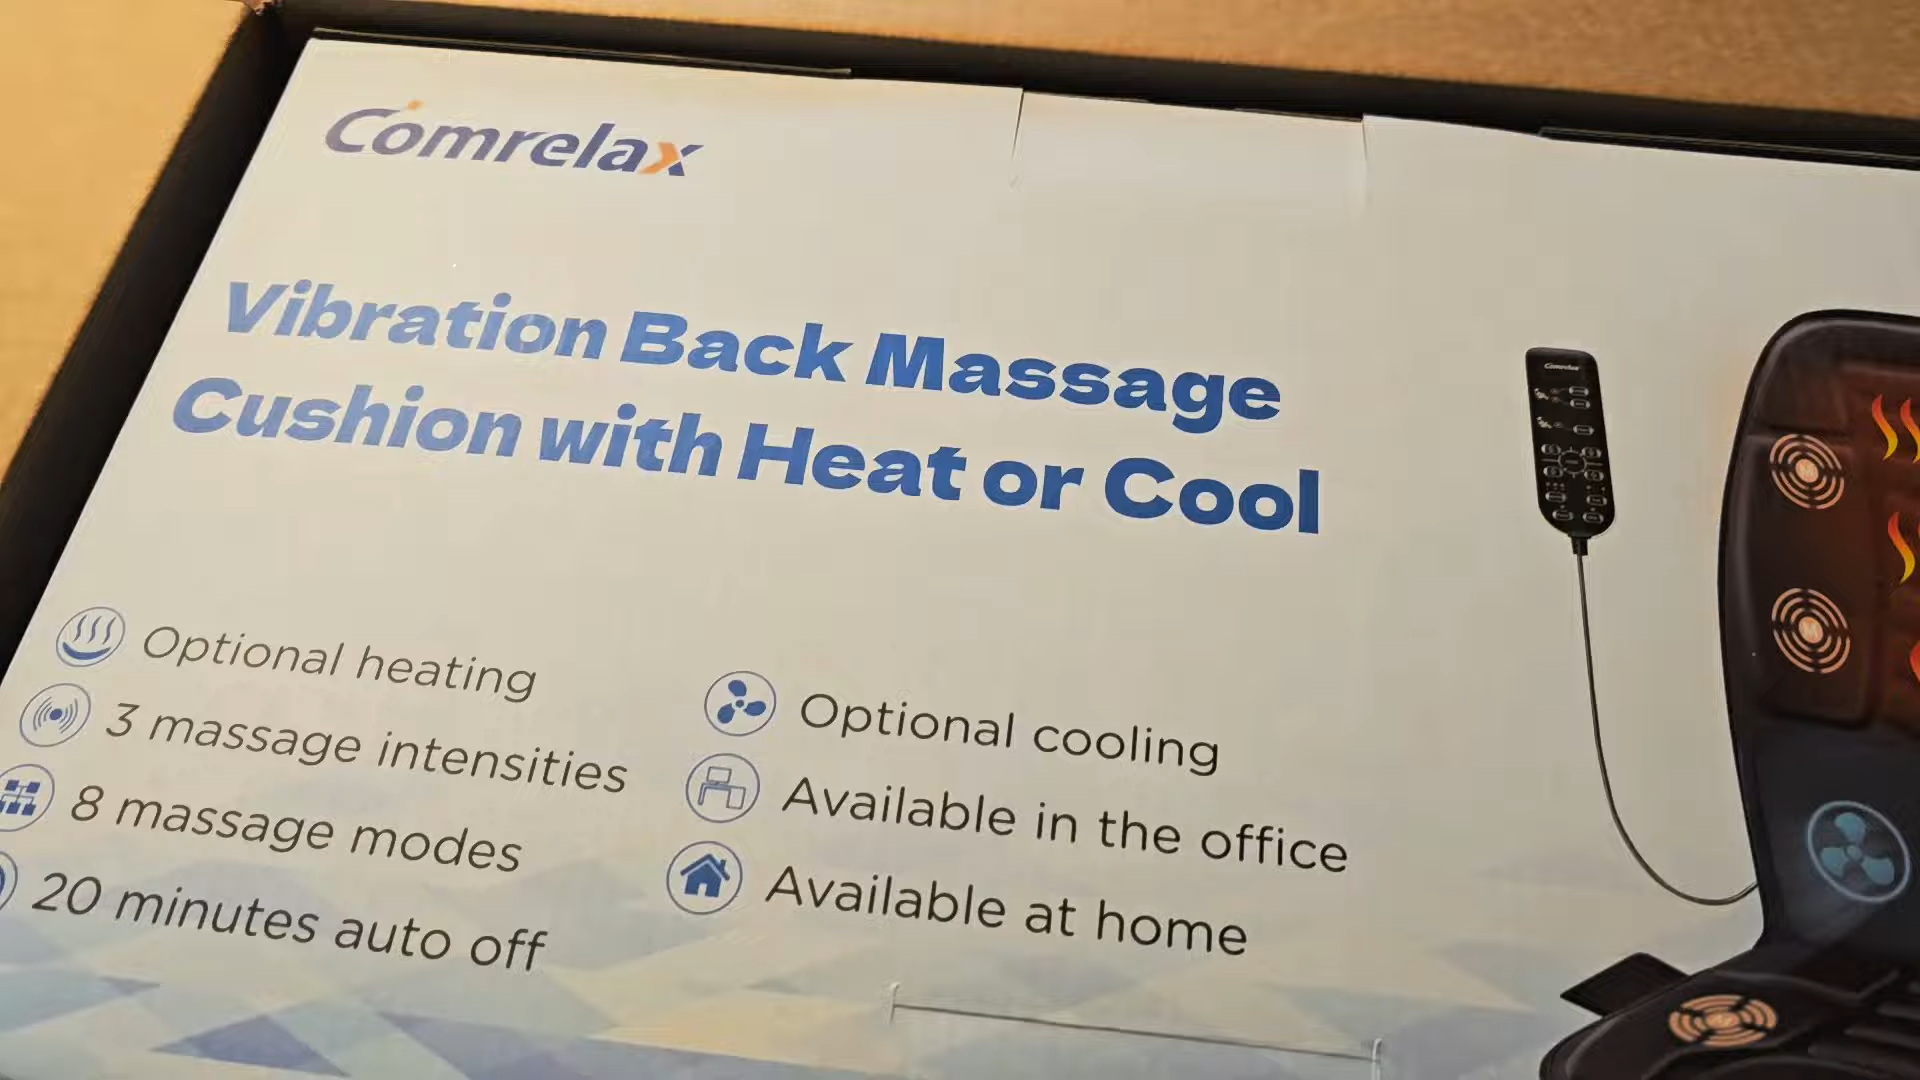 Comrelax
Vibration Back Massage
Cushion with Heat or Cool
Optional heating
3 massage intensities
8 massage modes
20 minutes auto off
Optional cooling
Available in the office
Available at home
Comrelax